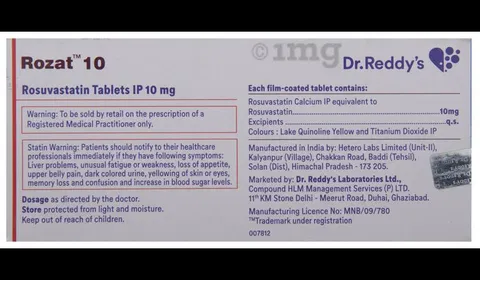 Rozat™ 10
Rosuvastatin Tablets IP 10 mg
Warning: To be sold by retail on the prescription of a
Registered Medical Practitioner only.
Statin Warning: Patients should notify to their healthcare
professionals immediately if they have following symptoms:
Liver problems, unusual fatigue or weakness, loss of appetite,
upper belly pain, dark colored urine, yellowing of skin or eyes,
memory loss and confusion and increase in blood sugar levels.
Dosage as directed by the doctor.
Store protected from light and moisture.
Keep out of reach of children.
©1mg
Dr.Reddy's
Each film-coated tablet contains:
Rosuvastatin Calcium IP equivalent to
Rosuvastatin......................................................10mg
Excipients ..........................................................q.s.
Colours : Lake Quinoline Yellow and Titanium Dioxide IP
Manufactured in India by: Hetero Labs Limited (Unit-II),
Kalyanpur (Village), Chakkan Road, Baddi (Tehsil),
Solan (Dist), Himachal Pradesh - 173 205.
Marketed by: Dr. Reddy's Laboratories Ltd.,
Compound HLM Management Services (P) LTD.
11th KM Stone Delhi - Meerut Road, Duhai, Ghaziabad.
Manufacturing Licence No: MNB/09/780
™Trademark under registration
007812